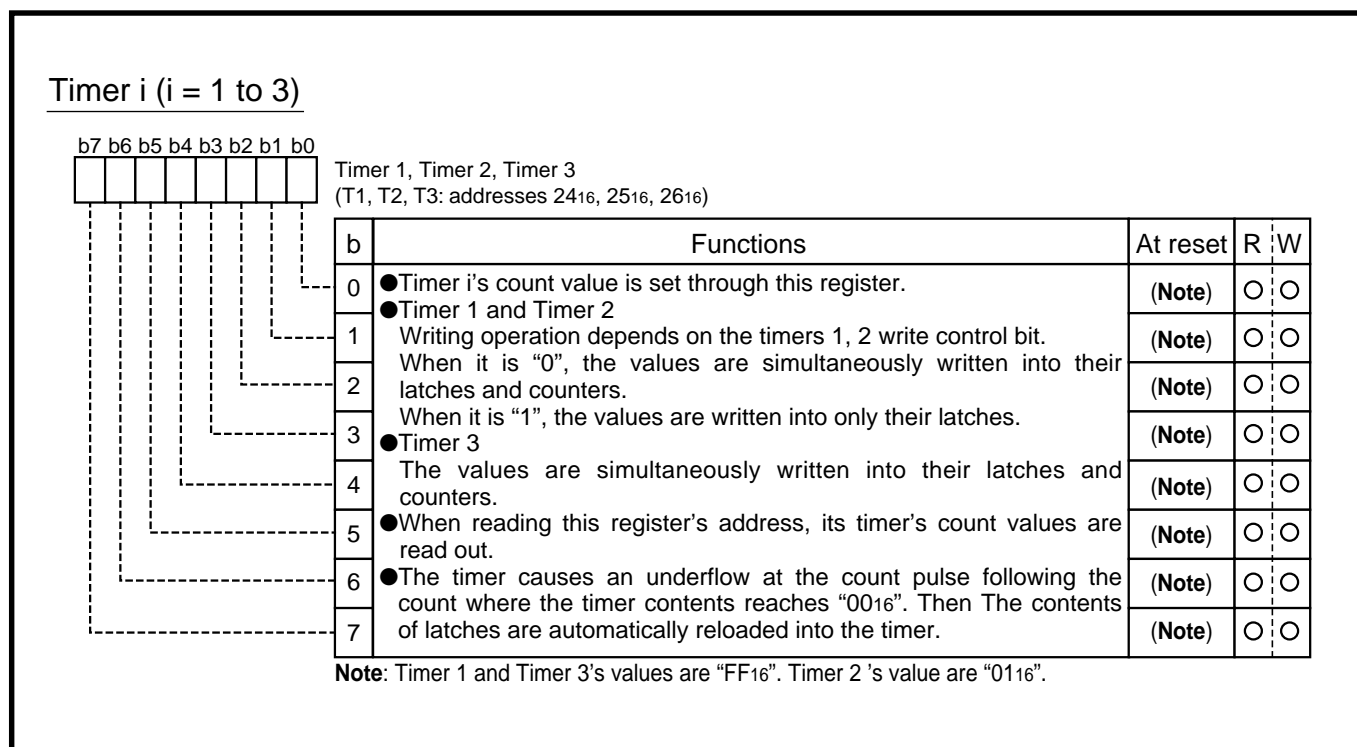 Timer i (i = 1 to 3)
b7 b6 b5 b4 b3 b2 b1 b0
Timer 1, Timer 2, Timer 3
(T1, T2, T3: addresses 2416, 2516, 2616)
b Functions At reset R W
0 ●Timer i’s count value is set through this register. (Note) ○ ○
●Timer 1 and Timer 2
1 Writing operation depends on the timers 1, 2 write control bit. (Note) ○ ○
When it is “0”, the values are simultaneously written into their
2 latches and counters. (Note) ○ ○
When it is “1”, the values are written into only their latches.
3 ●Timer 3 (Note) ○ ○
The values are simultaneously written into their latches and
4 counters. (Note) ○ ○
●When reading this register’s address, its timer’s count values are
5 read out. (Note) ○ ○
6 ●The timer causes an underflow at the count pulse following the (Note) ○ ○
count where the timer contents reaches “0016”. Then The contents
7 of latches are automatically reloaded into the timer. (Note) ○ ○
Note: Timer 1 and Timer 3’s values are “FF16”. Timer 2 ’s value are “0116”.